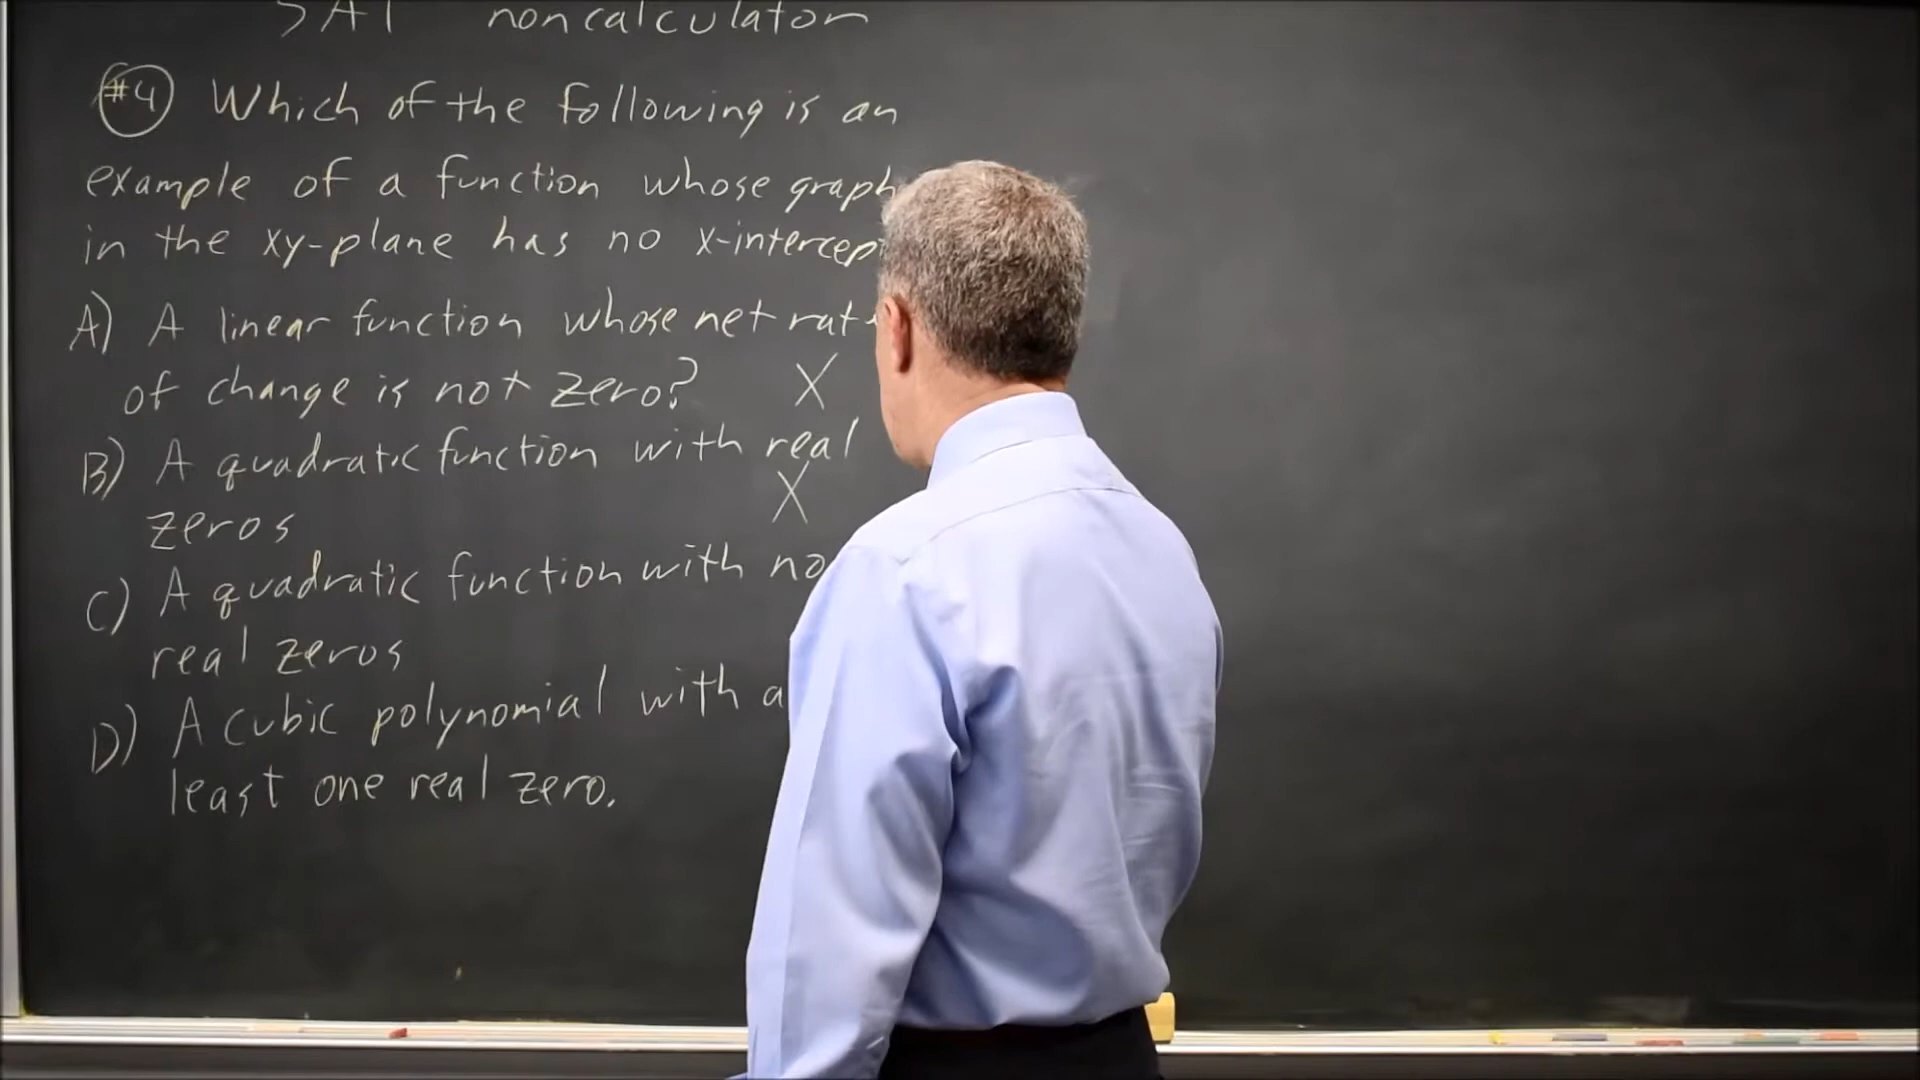 SAT noncalculator
#4 Which of the following is an
example of a function whose graph
in the xy-plane has no x-intercep
A) A linear function whose net rat
of change is not zero? X
B) A quadratic function with real
zeros X
C) A quadratic function with no
real zeros
D) A cubic polynomial with a
least one real zero.